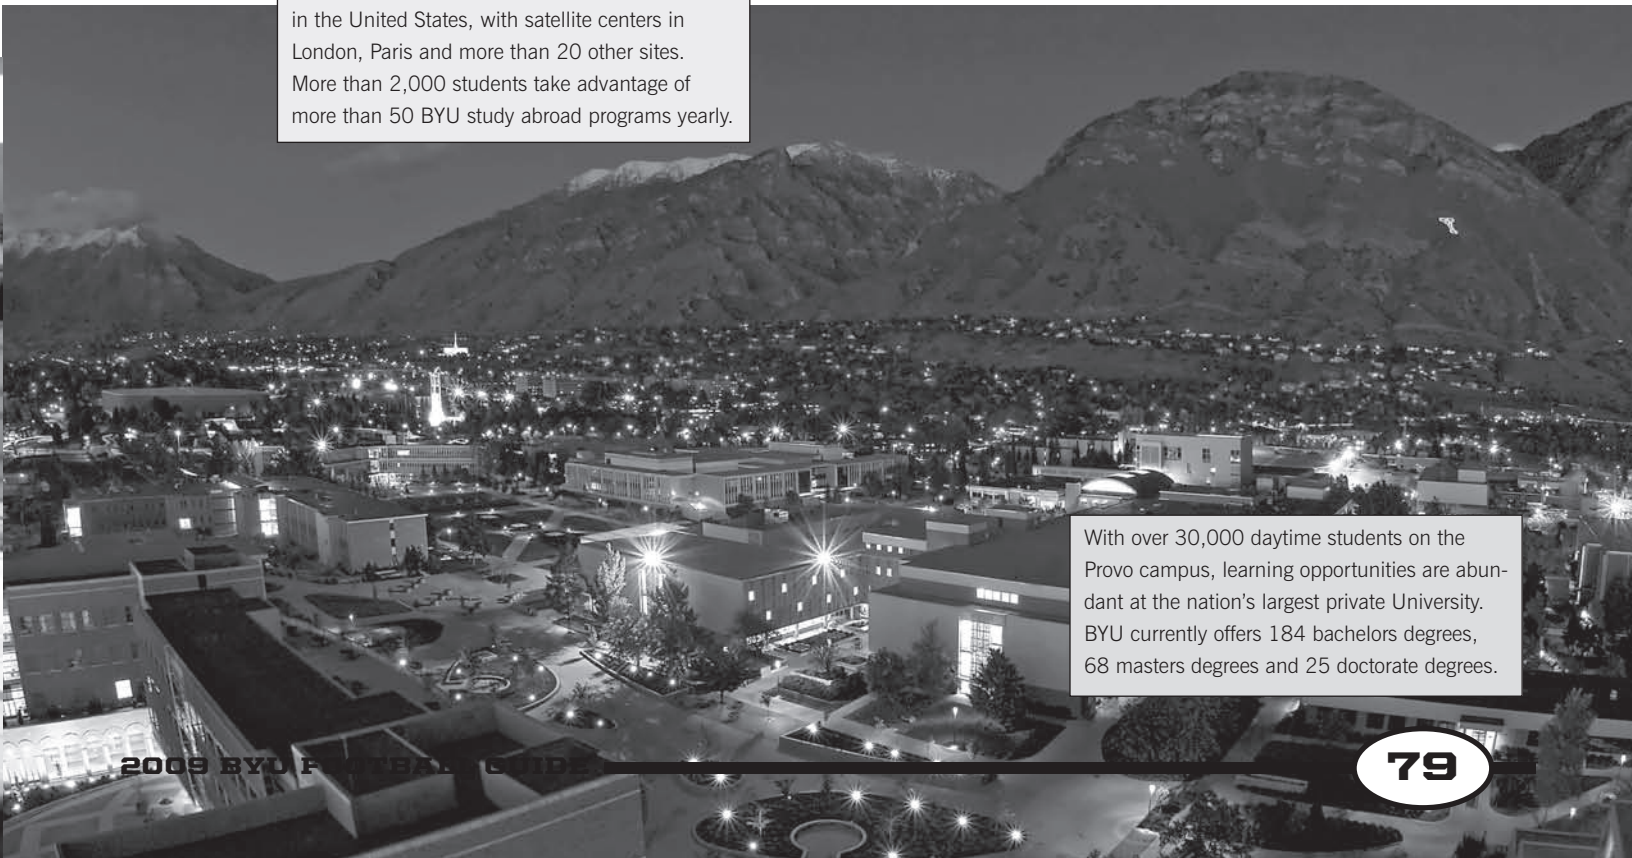 in the United States, with satellite centers in
London, Paris and more than 20 other sites.
More than 2,000 students take advantage of
more than 50 BYU study abroad programs yearly.
With over 30,000 daytime students on the
Provo campus, learning opportunities are abun-
dant at the nation's largest private University.
BYU currently offers 184 bachelors degrees,
68 masters degrees and 25 doctorate degrees.
2009 BYU FOOTBALL GUIDE
79